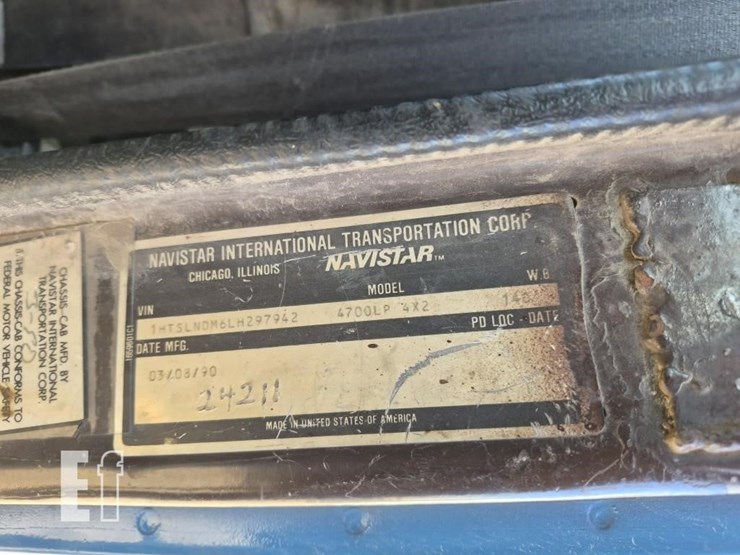 NAVISTAR INTERNATIONAL TRANSPORTATION CORP
CHICAGO, ILLINOIS NAVISTAR™
VIN MODEL W.B
1HTSLNDM6LH297942 4700LP 4X2 140
DATE MFG. PD LOC - DATE
03/08/90
24211
MADE IN UNITED STATES OF AMERICA
CHASSIS-CAB MFD. BY
NAVISTAR INTERNATIONAL
TRANSPORTATION CORP
THIS CHASSIS-CAB CONFORMS TO
FEDERAL MOTOR VEHICLE SAFETY
E